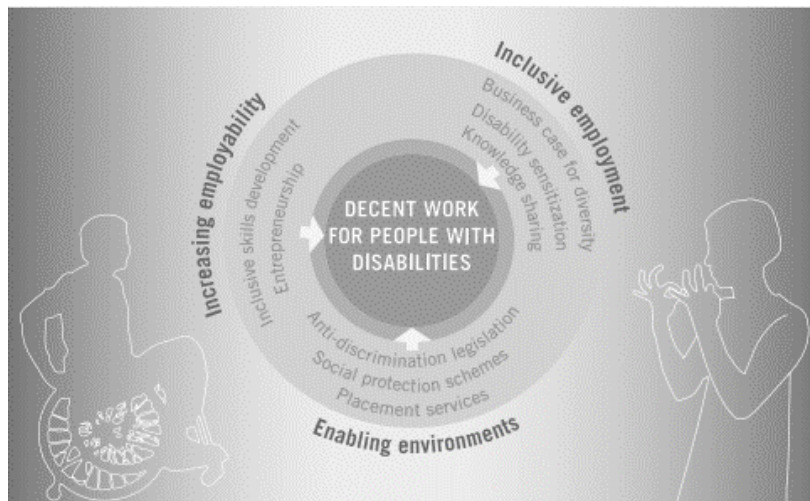 Increasing employability
Inclusive skills development
Entrepreneurship
Inclusive employment
Business case for diversity
Disability sensitization
Knowledge sharing
DECENT WORK
FOR PEOPLE WITH
DISABILITIES
Anti-discrimination legislation
Social protection schemes
Placement services
Enabling environments